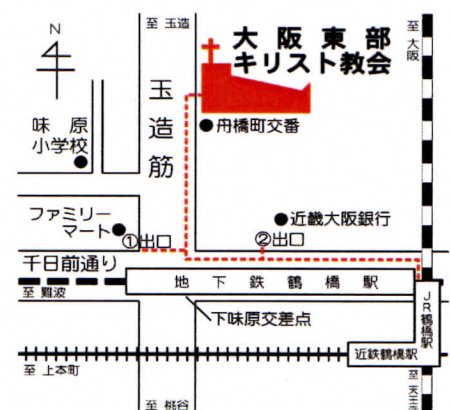 N
至 玉造
大阪東部
キリスト教会
至 大阪
玉造筋
味原
小学校
舟橋町交番
ファミリー
マート
①出口
近畿大阪銀行
②出口
千日前通り
地下鉄鶴橋駅
至 難波
JR鶴橋駅
下味原交差点
近鉄鶴橋駅
至 上本町
至 桃谷
至 天王寺